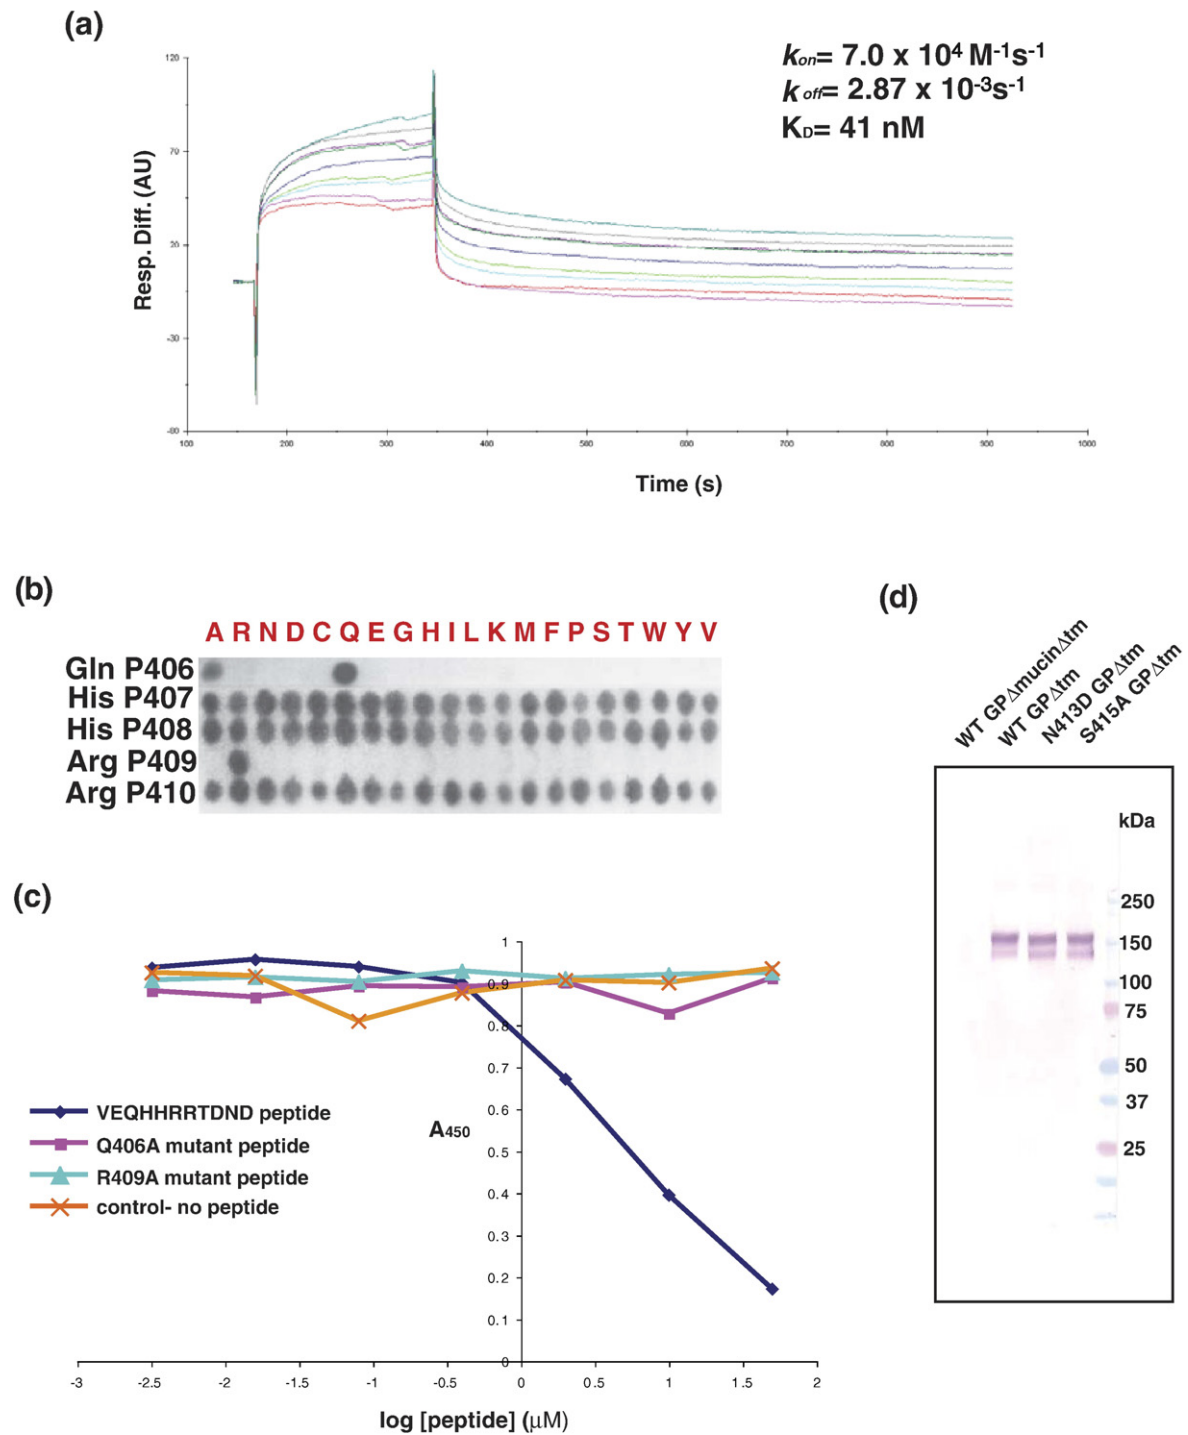 (a)
k on = 7.0 x 10⁴ M⁻¹s⁻¹
k off = 2.87 x 10⁻³s⁻¹
K D = 41 nM
Resp. Diff. (AU)
120
70
20
-30
-80
100 200 300 400 500 600 700 800 900 1000
Time (s)
(b)
A R N D C Q E G H I L K M F P S T W Y V
Gln P406
His P407
His P408
Arg P409
Arg P410
(c)
1
0.9
0.8
0.7
0.6
0.5
0.4
0.3
0.2
0.1
0
A450
VEQHHRRTDND peptide
Q406A mutant peptide
R409A mutant peptide
control- no peptide
-3 -2.5 -2 -1.5 -1 -0.5 0 0.5 1 1.5 2
log [peptide] (μM)
(d)
WT GPΔmucinΔtm
WT GPΔtm
N413D GPΔtm
S415A GPΔtm
kDa
250
150
100
75
50
37
25